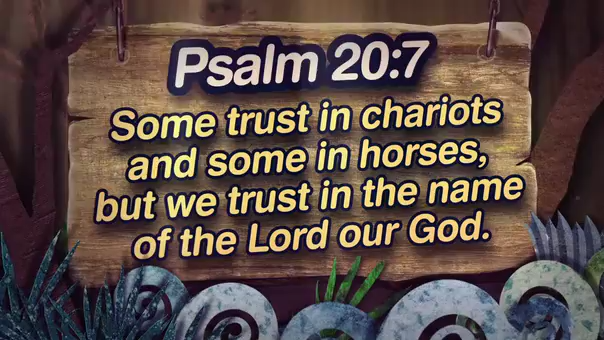 Psalm 20:7
Some trust in chariots
and some in horses,
but we trust in the name
of the Lord our God.